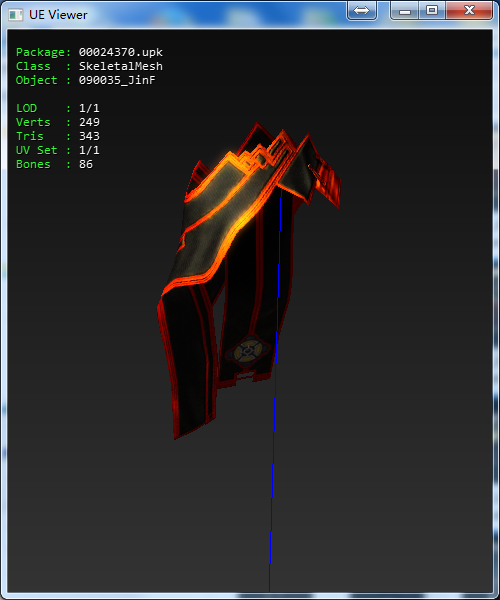 UE Viewer
Package: 00024370.upk
Class : SkeletalMesh
Object : 090035_JinF
LOD : 1/1
Verts : 249
Tris : 343
UV Set : 1/1
Bones : 86